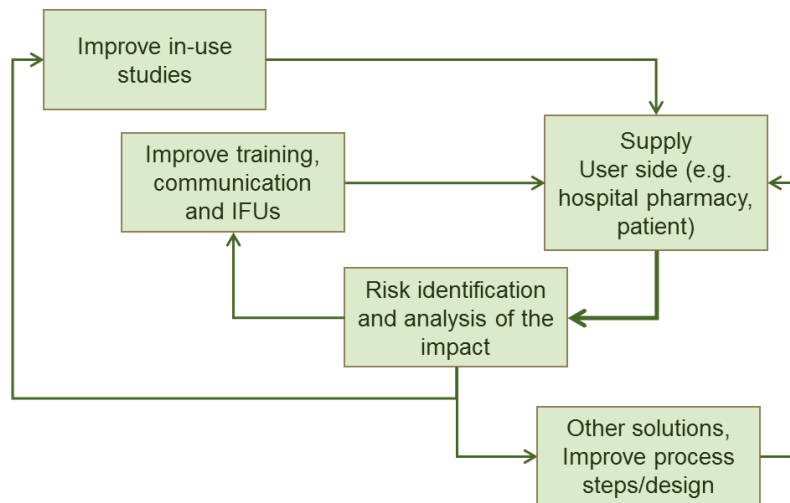 Improve in-use
studies
Improve training,
communication
and IFUs
Supply
User side (e.g.
hospital pharmacy,
patient)
Risk identification
and analysis of the
impact
Other solutions,
Improve process
steps/design